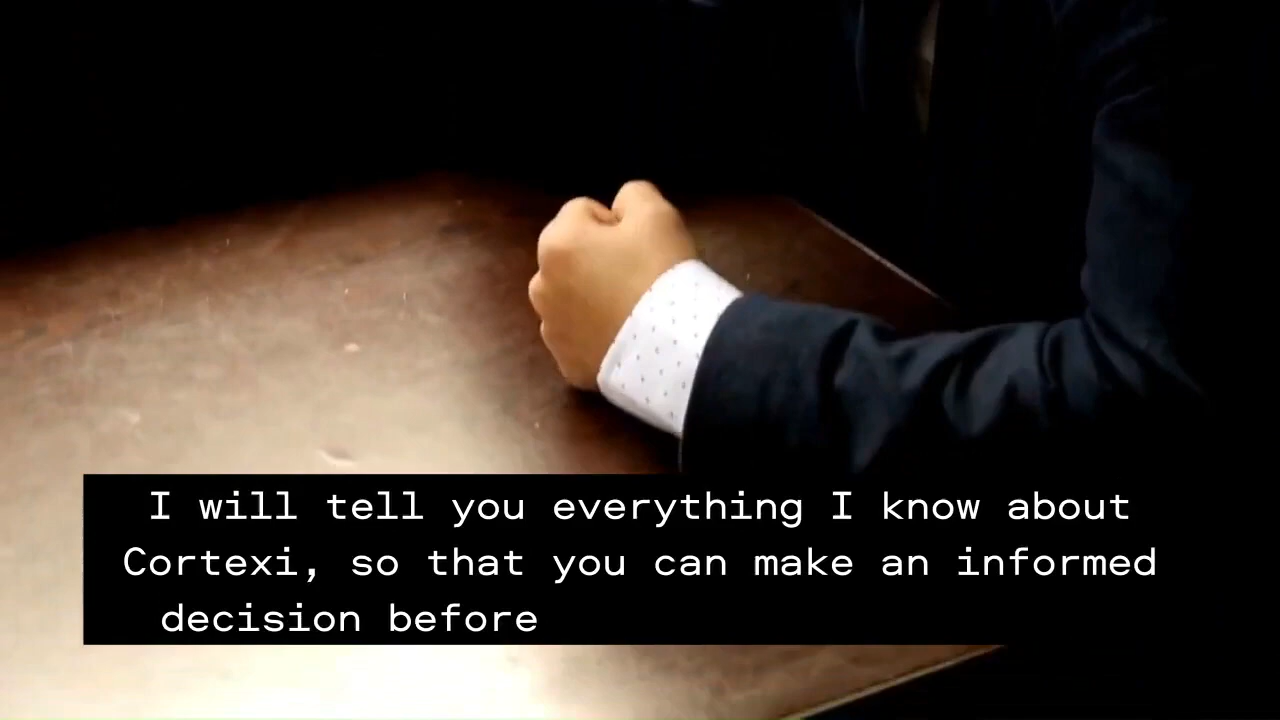 I will tell you everything I know about
Cortexi, so that you can make an informed
decision before